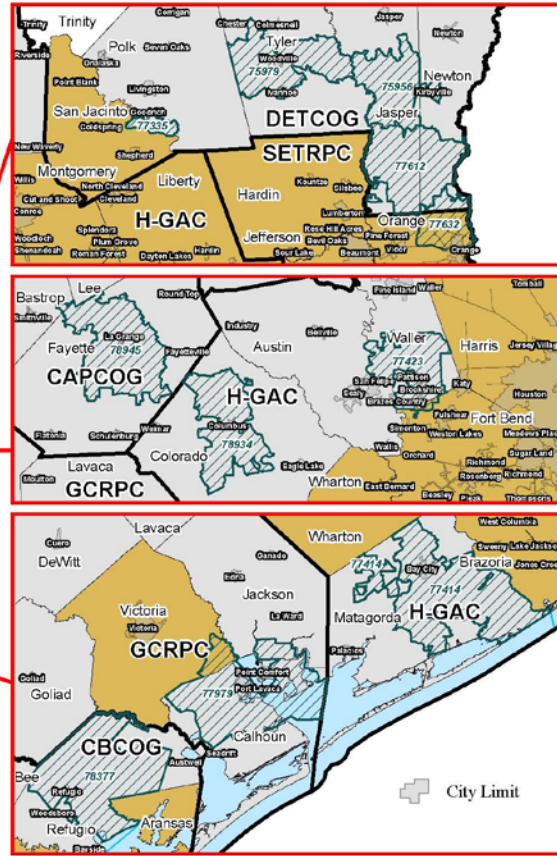 Trinity
Trinity
Corrigan
Chester
Colmesneil
Jasper
Newton
Riverside
Polk
Seven Oaks
Tyler
Onalaska
Woodville
75979
Point Blank
Livingston
Ivanhoe
75956
Newton
Kirbyville
San Jacinto
Goodrich
77335
Coldspring
DETCOG
Jasper
New Waverly
Shepherd
SETRPC
77612
Montgomery
Liberty
Hardin
Kountze
Willis
North Cleveland
Silsbee
Cut and Shoot
Cleveland
Conroe
H-GAC
Lumberton
Orange
77632
Splendora
Rose Hill Acres
Pine Forest
Woodloch
Plum Grove
Jefferson
Bevil Oaks
Vidor
Orange
Shenandoah
Roman Forest
Dayton Lakes
Hardin
Sour Lake
Beaumont
Lee
Round Top
Pine Island
Waller
Tomball
Bastrop
Smithville
Industry
Bellville
La Grange
Austin
Waller
Harris
Fayette
78945
Fayetteville
77423
Jersey Village
CAPCOG
H-GAC
San Felipe
Pattison
Sealy
Brookshire
Katy
Brazos Country
Houston
Fulshear
Columbus
Fort Bend
Flatonia
Schulenburg
Weimar
78934
Simonton
Weston Lakes
Meadows Place
Wallis
Orchard
Sugar Land
Lavaca
Colorado
Eagle Lake
Richmond
Moulton
Rosenberg
Richmond
GCRPC
Wharton
East Bernard
Beasley
Pleak
Thompsons
Lavaca
Wharton
West Columbia
Cuero
Ganado
Sweeny
Lake Jackson
DeWitt
Edna
77414
Bay City
Brazoria
Jones Creek
Jackson
77414
Victoria
La Ward
Matagorda
H-GAC
Victoria
GCRPC
Palacios
Goliad
Point Comfort
Goliad
77979
Port Lavaca
CBCOG
Calhoun
Seadrift
Bee
78377
Austwell
Refugio
City Limit
Woodsboro
Aransas
Refugio
Bayside